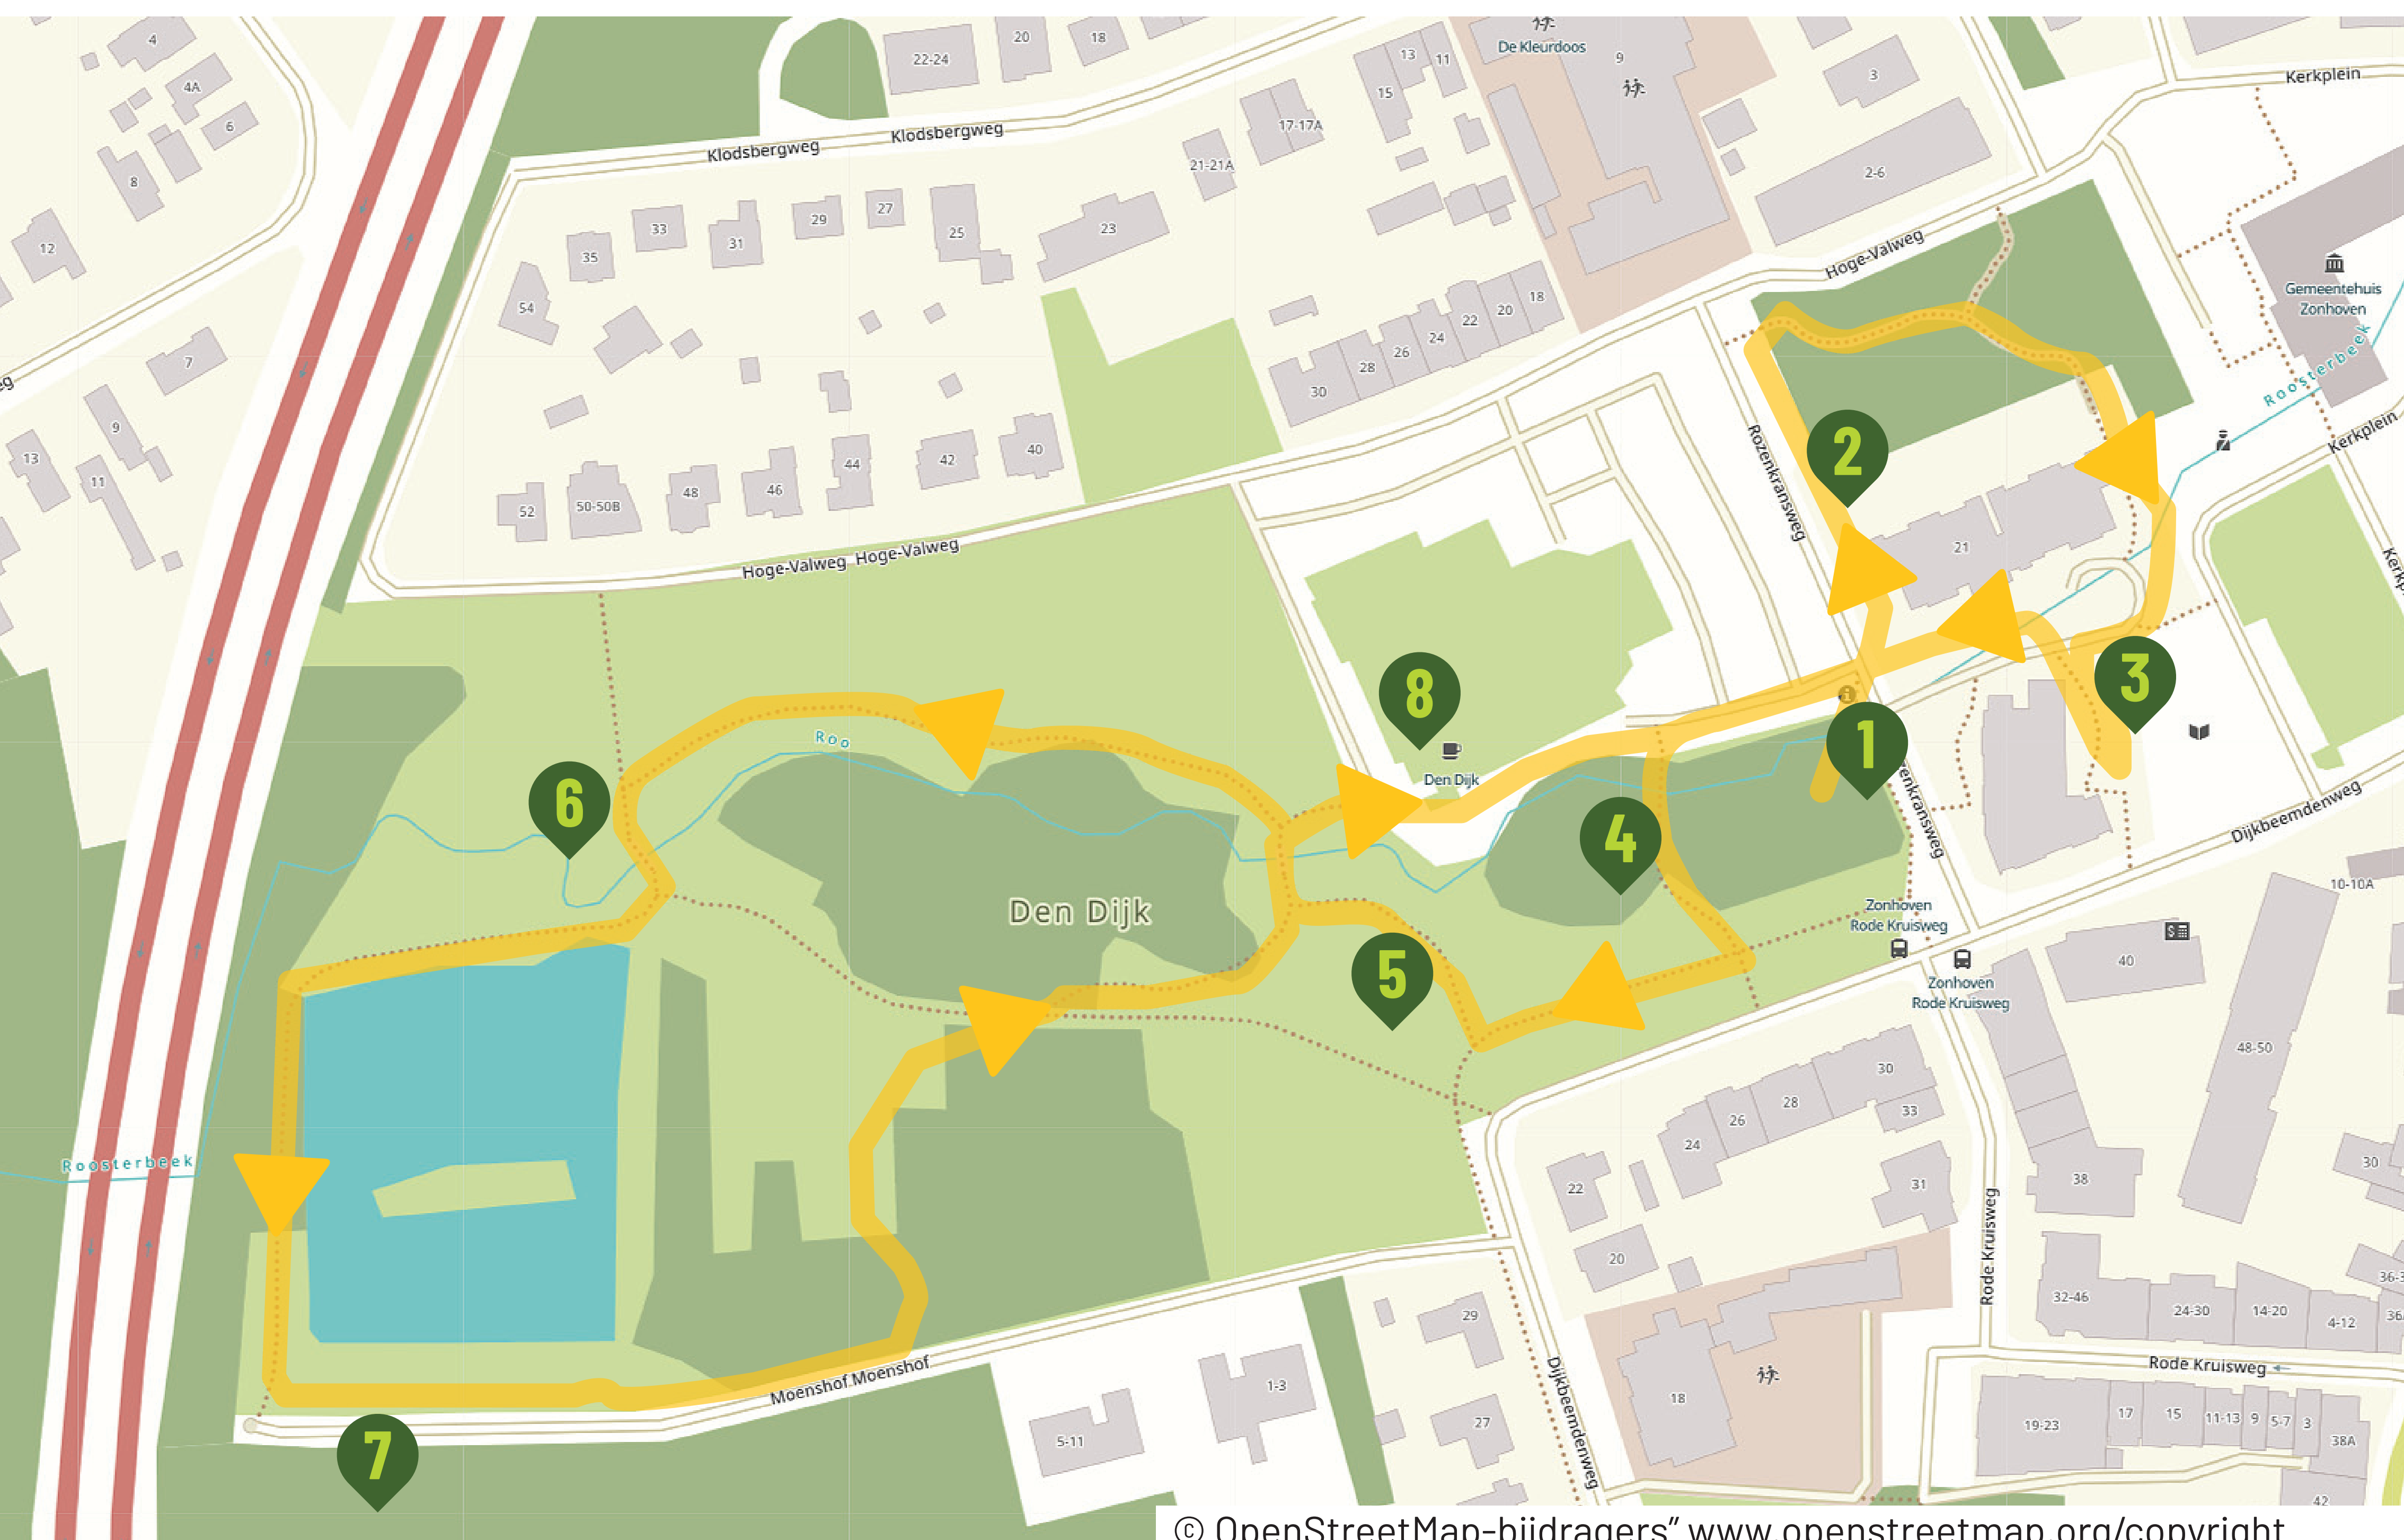 4
4A
6
8
12
7
9
11
13
22-24
20
18
Klodsbergweg
Klodsbergweg
17-17A
21-21A
15
13
11
De Kleurdoos
9
3
2-6
Kerkplein
Hoge-Valweg
Gemeentehuis
Zonhoven
Roosterbeek
Kerkplein
54
35
33
31
29
27
25
23
30
28
26
24
22
20
18
52
50-50B
48
46
44
42
40
Hoge-Valweg
Hoge-Valweg
Rozenkransweg
2
21
3
1
8
Den Dijk
4
5
6
Roo
Den Dijk
Zonhoven
Rode Kruisweg
Zonhoven
Rode Kruisweg
Dijkbeemdenweg
10-10A
40
48-50
30
28
26
24
33
22
31
20
38
30
Rode Kruisweg
32-46
24-30
14-20
4-12
Rode Kruisweg
19-23
17
15
11-13
9
5-7
3
38A
42
18
29
27
Dijkbeemdenweg
1-3
5-11
Moenshof
Moenshof
7
Roosterbeek
© OpenStreetMap-bijdragers” www.openstreetmap.org/copyright